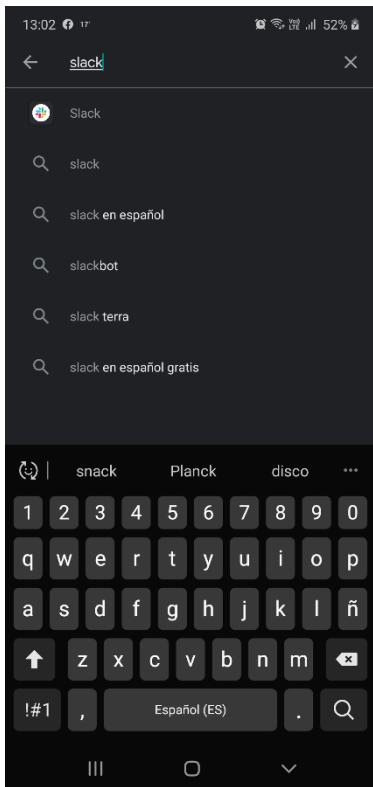 13:02 17° 52%
slack
Slack
slack
slack en español
slackbot
slack terra
slack en español gratis
snack Planck disco
1 2 3 4 5 6 7 8 9 0
q w e r t y u i o p
a s d f g h j k l ñ
z x c v b n m
!#1 , Español (ES) .